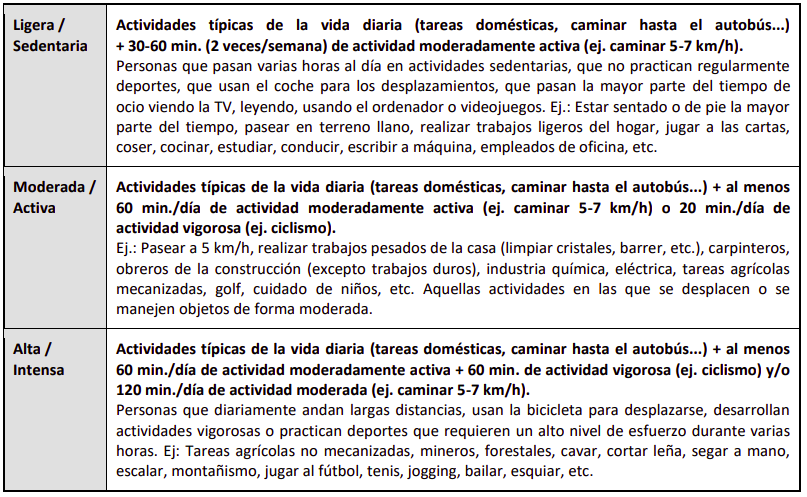 Ligera /
Sedentaria
Actividades típicas de la vida diaria (tareas domésticas, caminar hasta el autobús...)
+ 30-60 min. (2 veces/semana) de actividad moderadamente activa (ej. caminar 5-7 km/h).
Personas que pasan varias horas al día en actividades sedentarias, que no practican regularmente
deportes, que usan el coche para los desplazamientos, que pasan la mayor parte del tiempo de
ocio viendo la TV, leyendo, usando el ordenador o videojuegos. Ej.: Estar sentado o de pie la mayor
parte del tiempo, pasear en terreno llano, realizar trabajos ligeros del hogar, jugar a las cartas,
coser, cocinar, estudiar, conducir, escribir a máquina, empleados de oficina, etc.
Moderada /
Activa
Actividades típicas de la vida diaria (tareas domésticas, caminar hasta el autobús...) + al menos
60 min./día de actividad moderadamente activa (ej. caminar 5-7 km/h) o 20 min./día de
actividad vigorosa (ej. ciclismo).
Ej.: Pasear a 5 km/h, realizar trabajos pesados de la casa (limpiar cristales, barrer, etc.), carpinteros,
obreros de la construcción (excepto trabajos duros), industria química, eléctrica, tareas agrícolas
mecanizadas, golf, cuidado de niños, etc. Aquellas actividades en las que se desplacen o se
manejen objetos de forma moderada.
Alta /
Intensa
Actividades típicas de la vida diaria (tareas domésticas, caminar hasta el autobús...) + al menos
60 min./día de actividad moderadamente activa + 60 min. de actividad vigorosa (ej. ciclismo) y/o
120 min./día de actividad moderada (ej. caminar 5-7 km/h).
Personas que diariamente andan largas distancias, usan la bicicleta para desplazarse, desarrollan
actividades vigorosas o practican deportes que requieren un alto nivel de esfuerzo durante varias
horas. Ej: Tareas agrícolas no mecanizadas, mineros, forestales, cavar, cortar leña, segar a mano,
escalar, montañismo, jugar al fútbol, tenis, jogging, bailar, esquiar, etc.